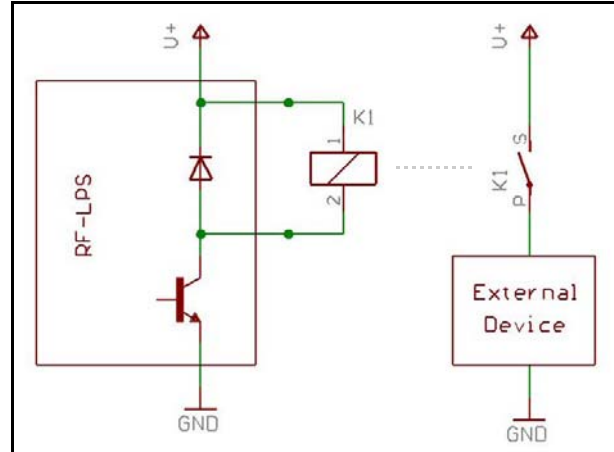 V+
V+
K1
1
2
RF-LPS
S
K1
P
External
Device
GND
GND